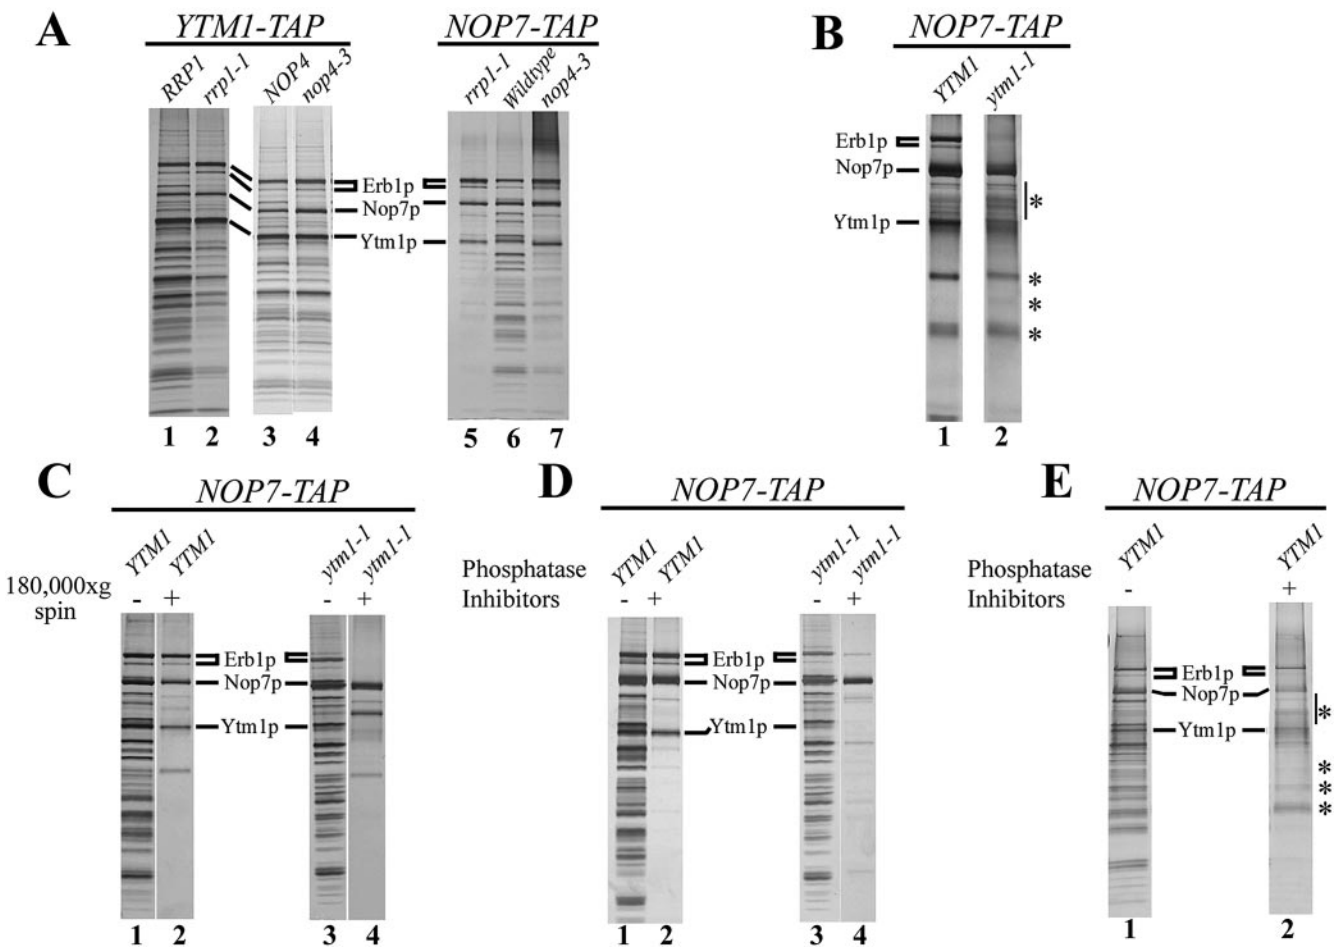 A
YTM1-TAP
NOP7-TAP
RRP1
rrp1-1
NOP4
nop4-3
rrp1-1
Wildtype
nop4-3
Erb1p
Nop7p
Ytm1p
1 2 3 4 5 6 7
B
NOP7-TAP
YTM1
ytm1-1
Erb1p
Nop7p
Ytm1p
*
*
*
*
1 2
C
NOP7-TAP
YTM1
YTM1
ytm1-1
ytm1-1
180,000xg
spin
- + - +
Erb1p
Nop7p
Ytm1p
1 2 3 4
D
NOP7-TAP
YTM1
YTM1
ytm1-1
ytm1-1
Phosphatase
Inhibitors
- + - +
Erb1p
Nop7p
Ytm1p
1 2 3 4
E
NOP7-TAP
YTM1
YTM1
Phosphatase
Inhibitors
- +
Erb1p
Nop7p
Ytm1p
*
*
*
*
1 2